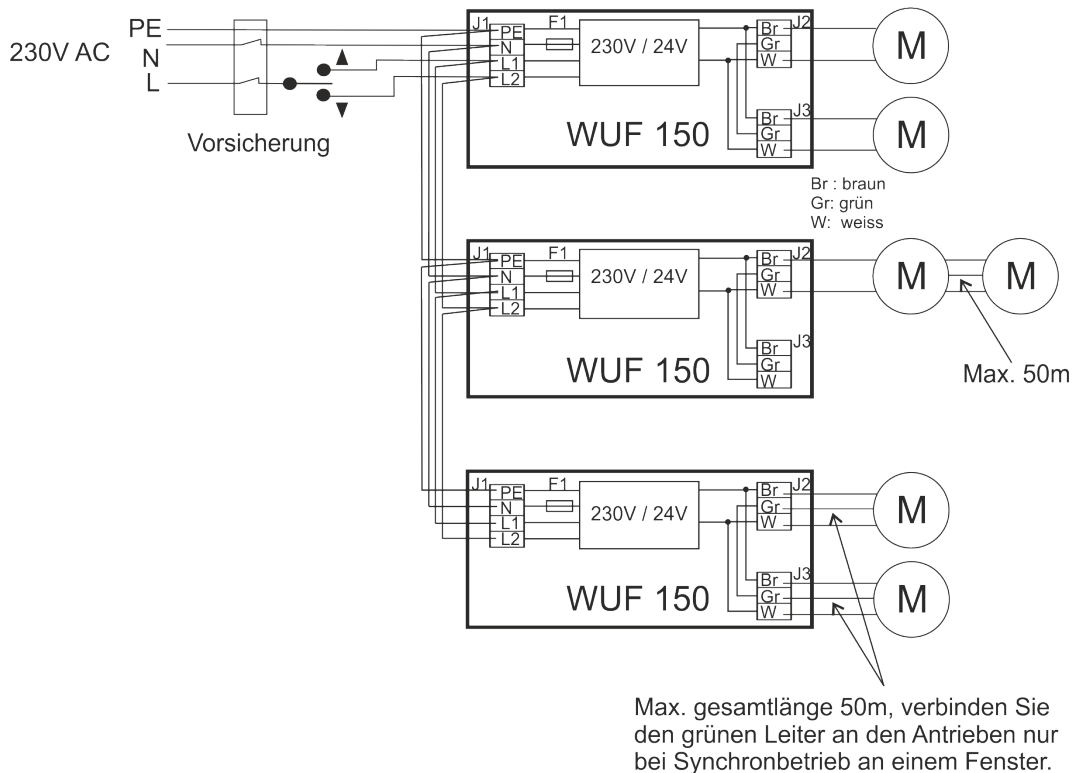 230V AC
PE
N
L
Vorsicherung
J1
PE
N
L1
L2
F1
230V / 24V
WUF 150
J2
Br
Gr
W
J3
Br
Gr
W
M
M
Br : braun
Gr: grün
W: weiss
J1
PE
N
L1
L2
F1
230V / 24V
WUF 150
J2
Br
Gr
W
J3
Br
Gr
W
M
M
Max. 50m
J1
PE
N
L1
L2
F1
230V / 24V
WUF 150
J2
Br
Gr
W
J3
Br
Gr
W
M
M
Max. gesamtlänge 50m, verbinden Sie
den grünen Leiter an den Antrieben nur
bei Synchronbetrieb an einem Fenster.